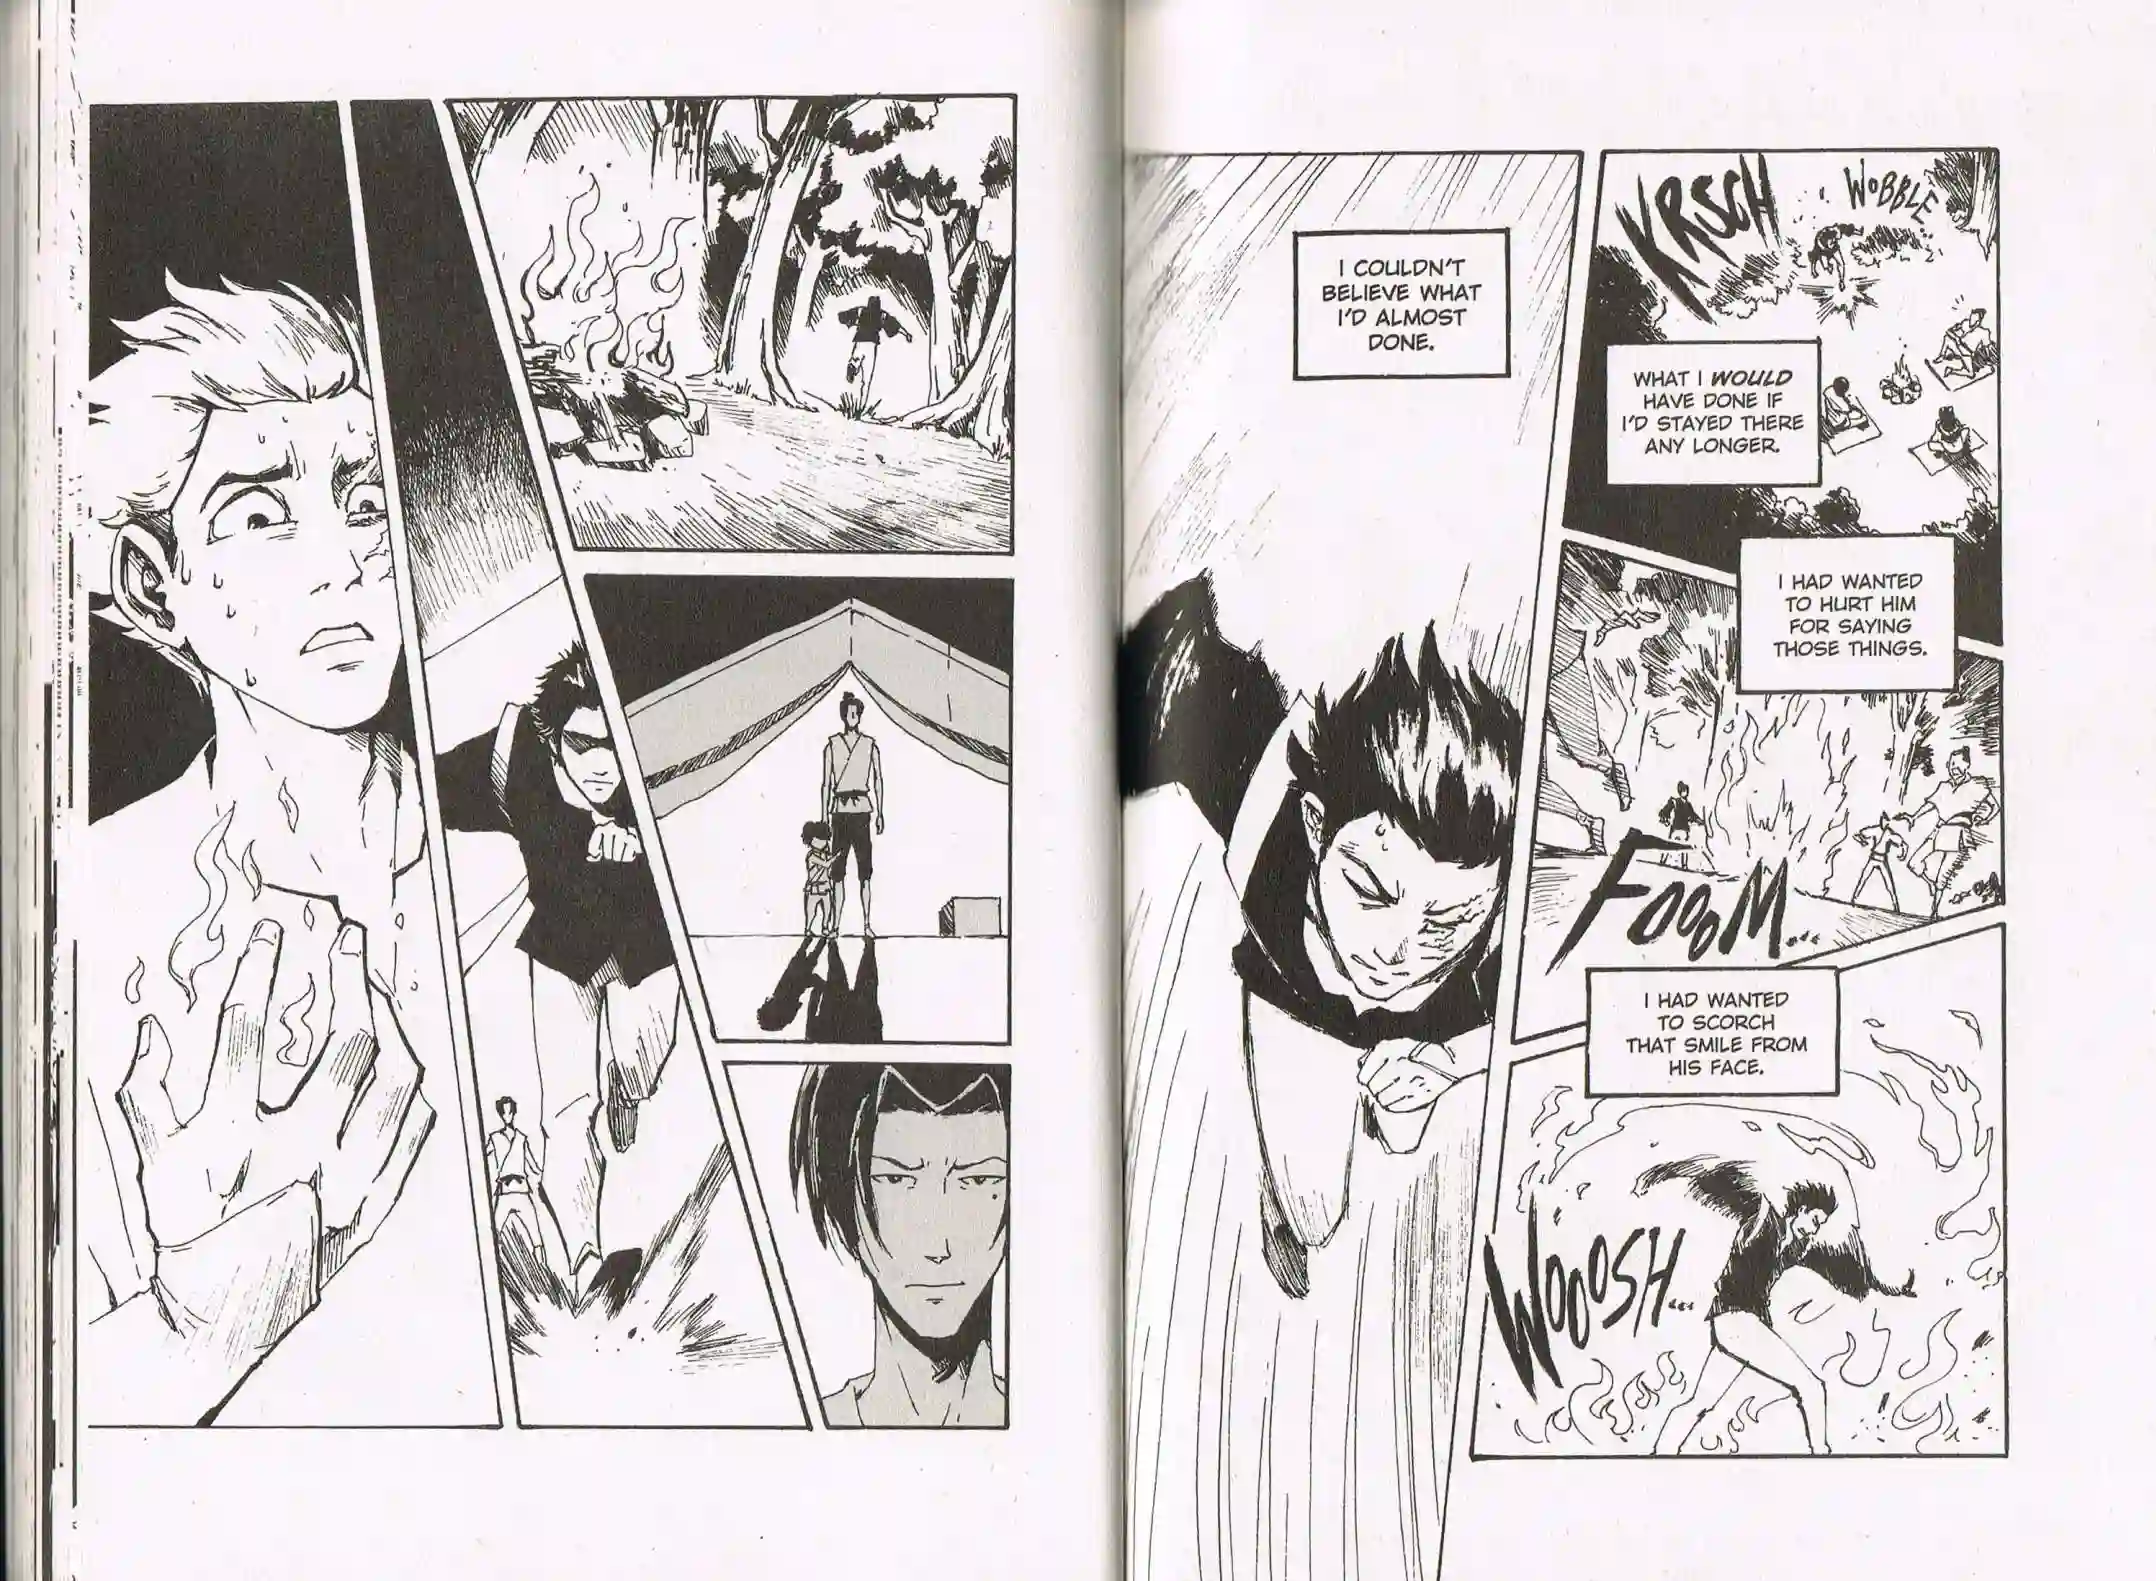 I COULDN'T
BELIEVE WHAT
I'D ALMOST
DONE.
KRSCH
WOBBLE
WHAT I WOULD
HAVE DONE IF
I'D STAYED THERE
ANY LONGER.
I HAD WANTED
TO HURT HIM
FOR SAYING
THOSE THINGS.
FOOOM...
I HAD WANTED
TO SCORCH
THAT SMILE FROM
HIS FACE.
WOOOSH...